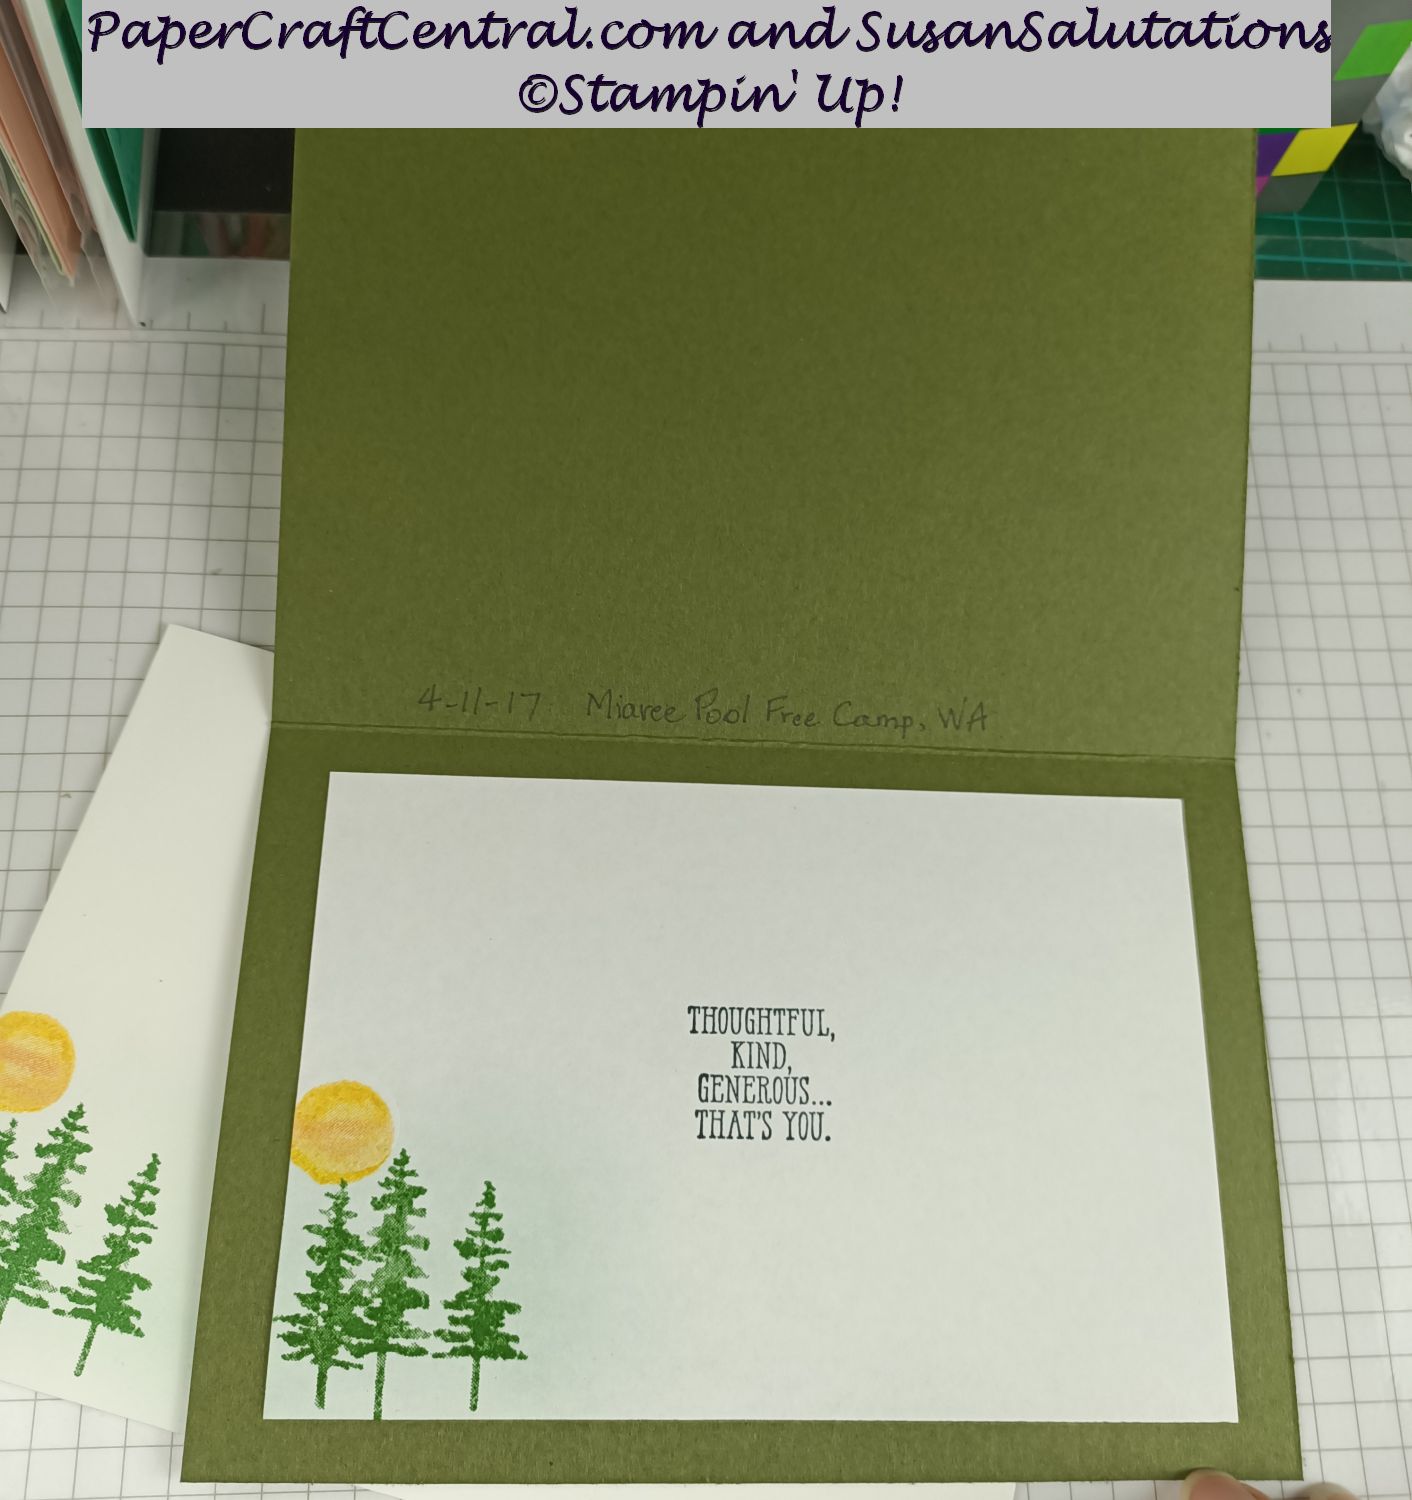 PaperCraftCentral.com and SusanSalutations
©Stampin' Up!
4-11-17. Miaree Pool Free Camp, WA
THOUGHTFUL,
KIND,
GENEROUS...
THAT'S YOU.